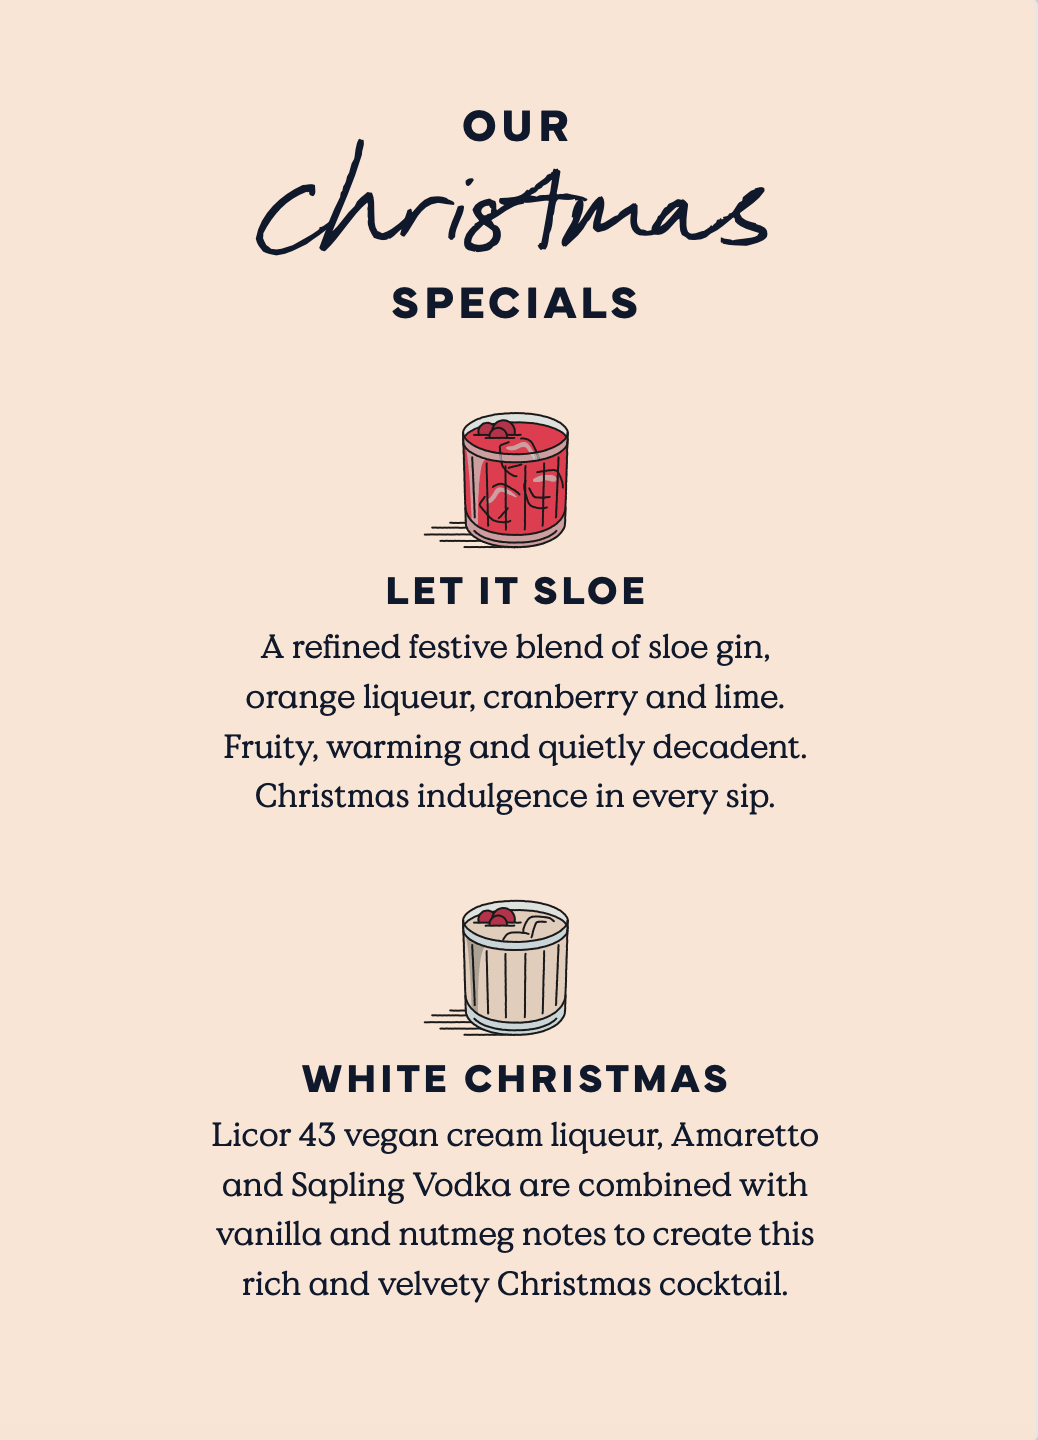 OUR
christmas
SPECIALS
LET IT SLOE
A refined festive blend of sloe gin,
orange liqueur, cranberry and lime.
Fruity, warming and quietly decadent.
Christmas indulgence in every sip.
WHITE CHRISTMAS
Licor 43 vegan cream liqueur, Amaretto
and Sapling Vodka are combined with
vanilla and nutmeg notes to create this
rich and velvety Christmas cocktail.